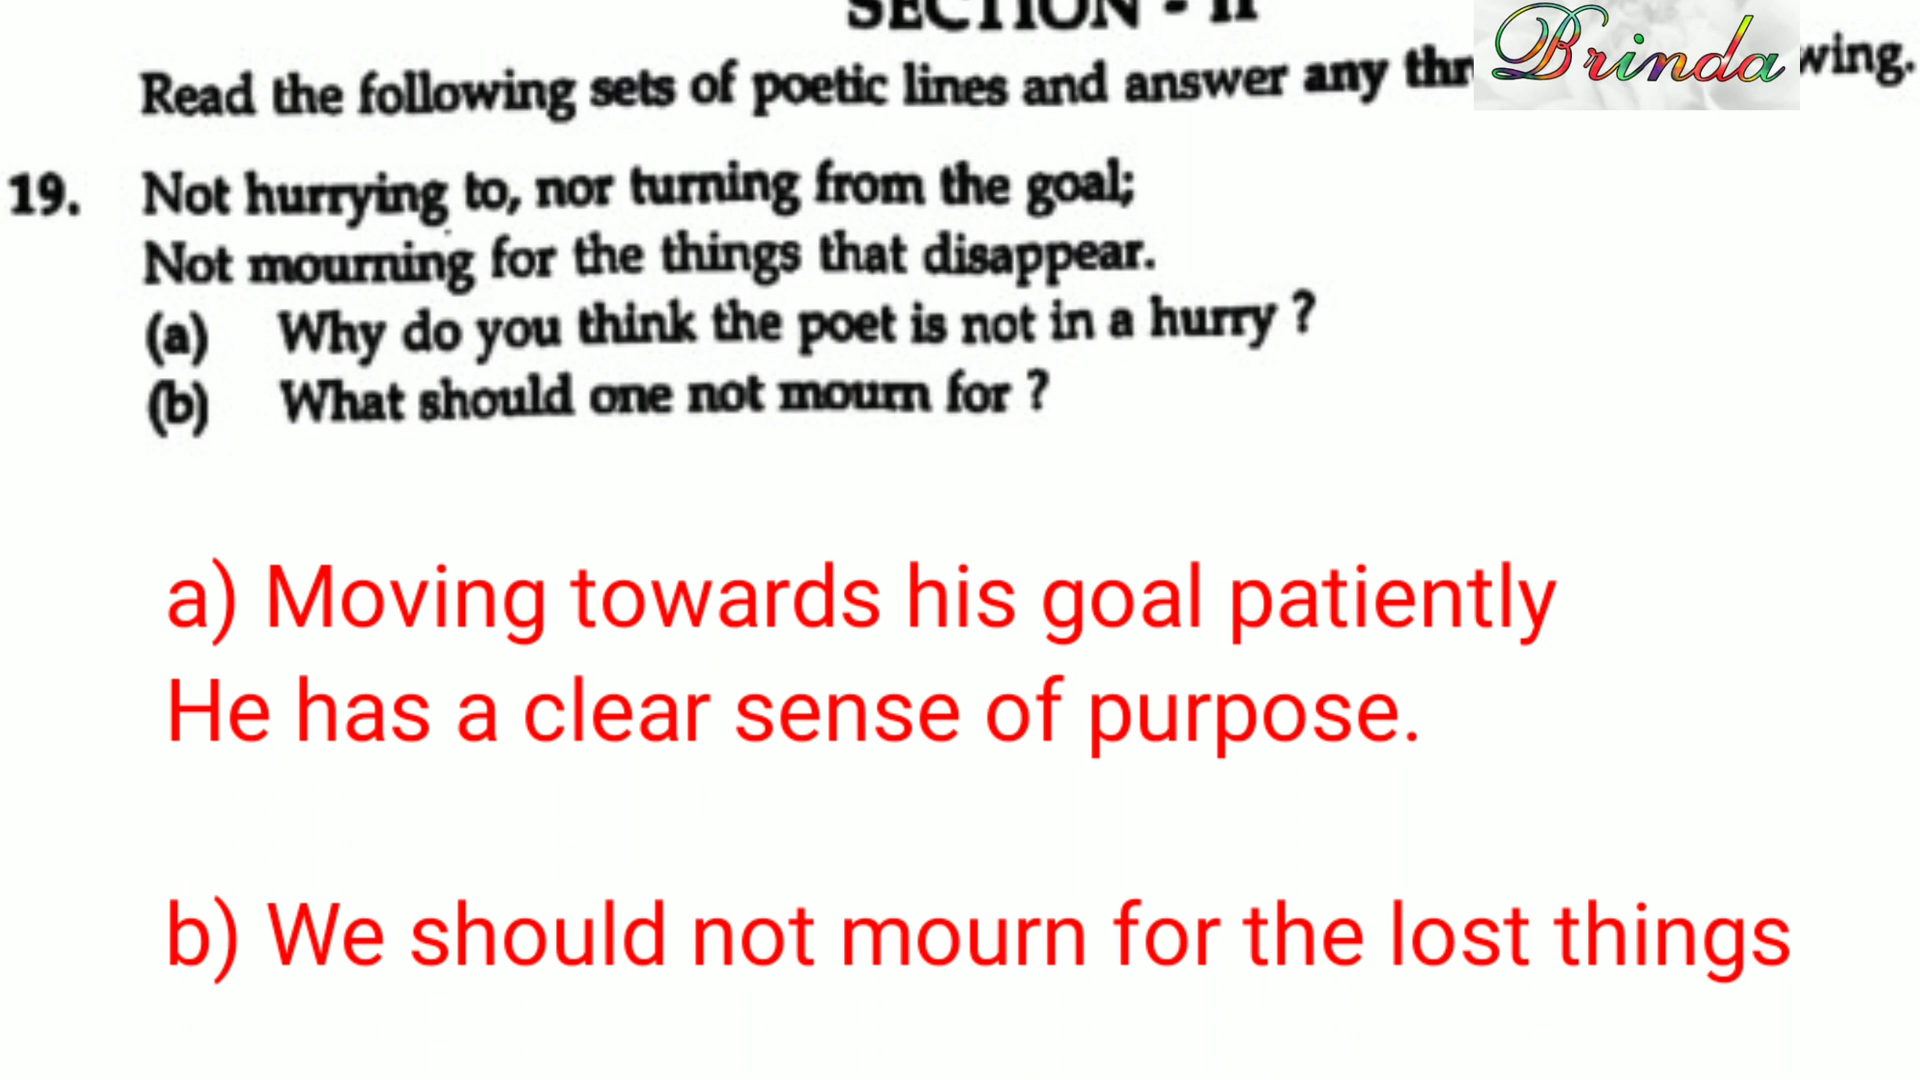 SECTION - II
Read the following sets of poetic lines and answer any thr Brinda wing.
19. Not hurrying to, nor turning from the goal;
Not mourning for the things that disappear.
(a) Why do you think the poet is not in a hurry ?
(b) What should one not mourn for ?
a) Moving towards his goal patiently
He has a clear sense of purpose.
b) We should not mourn for the lost things